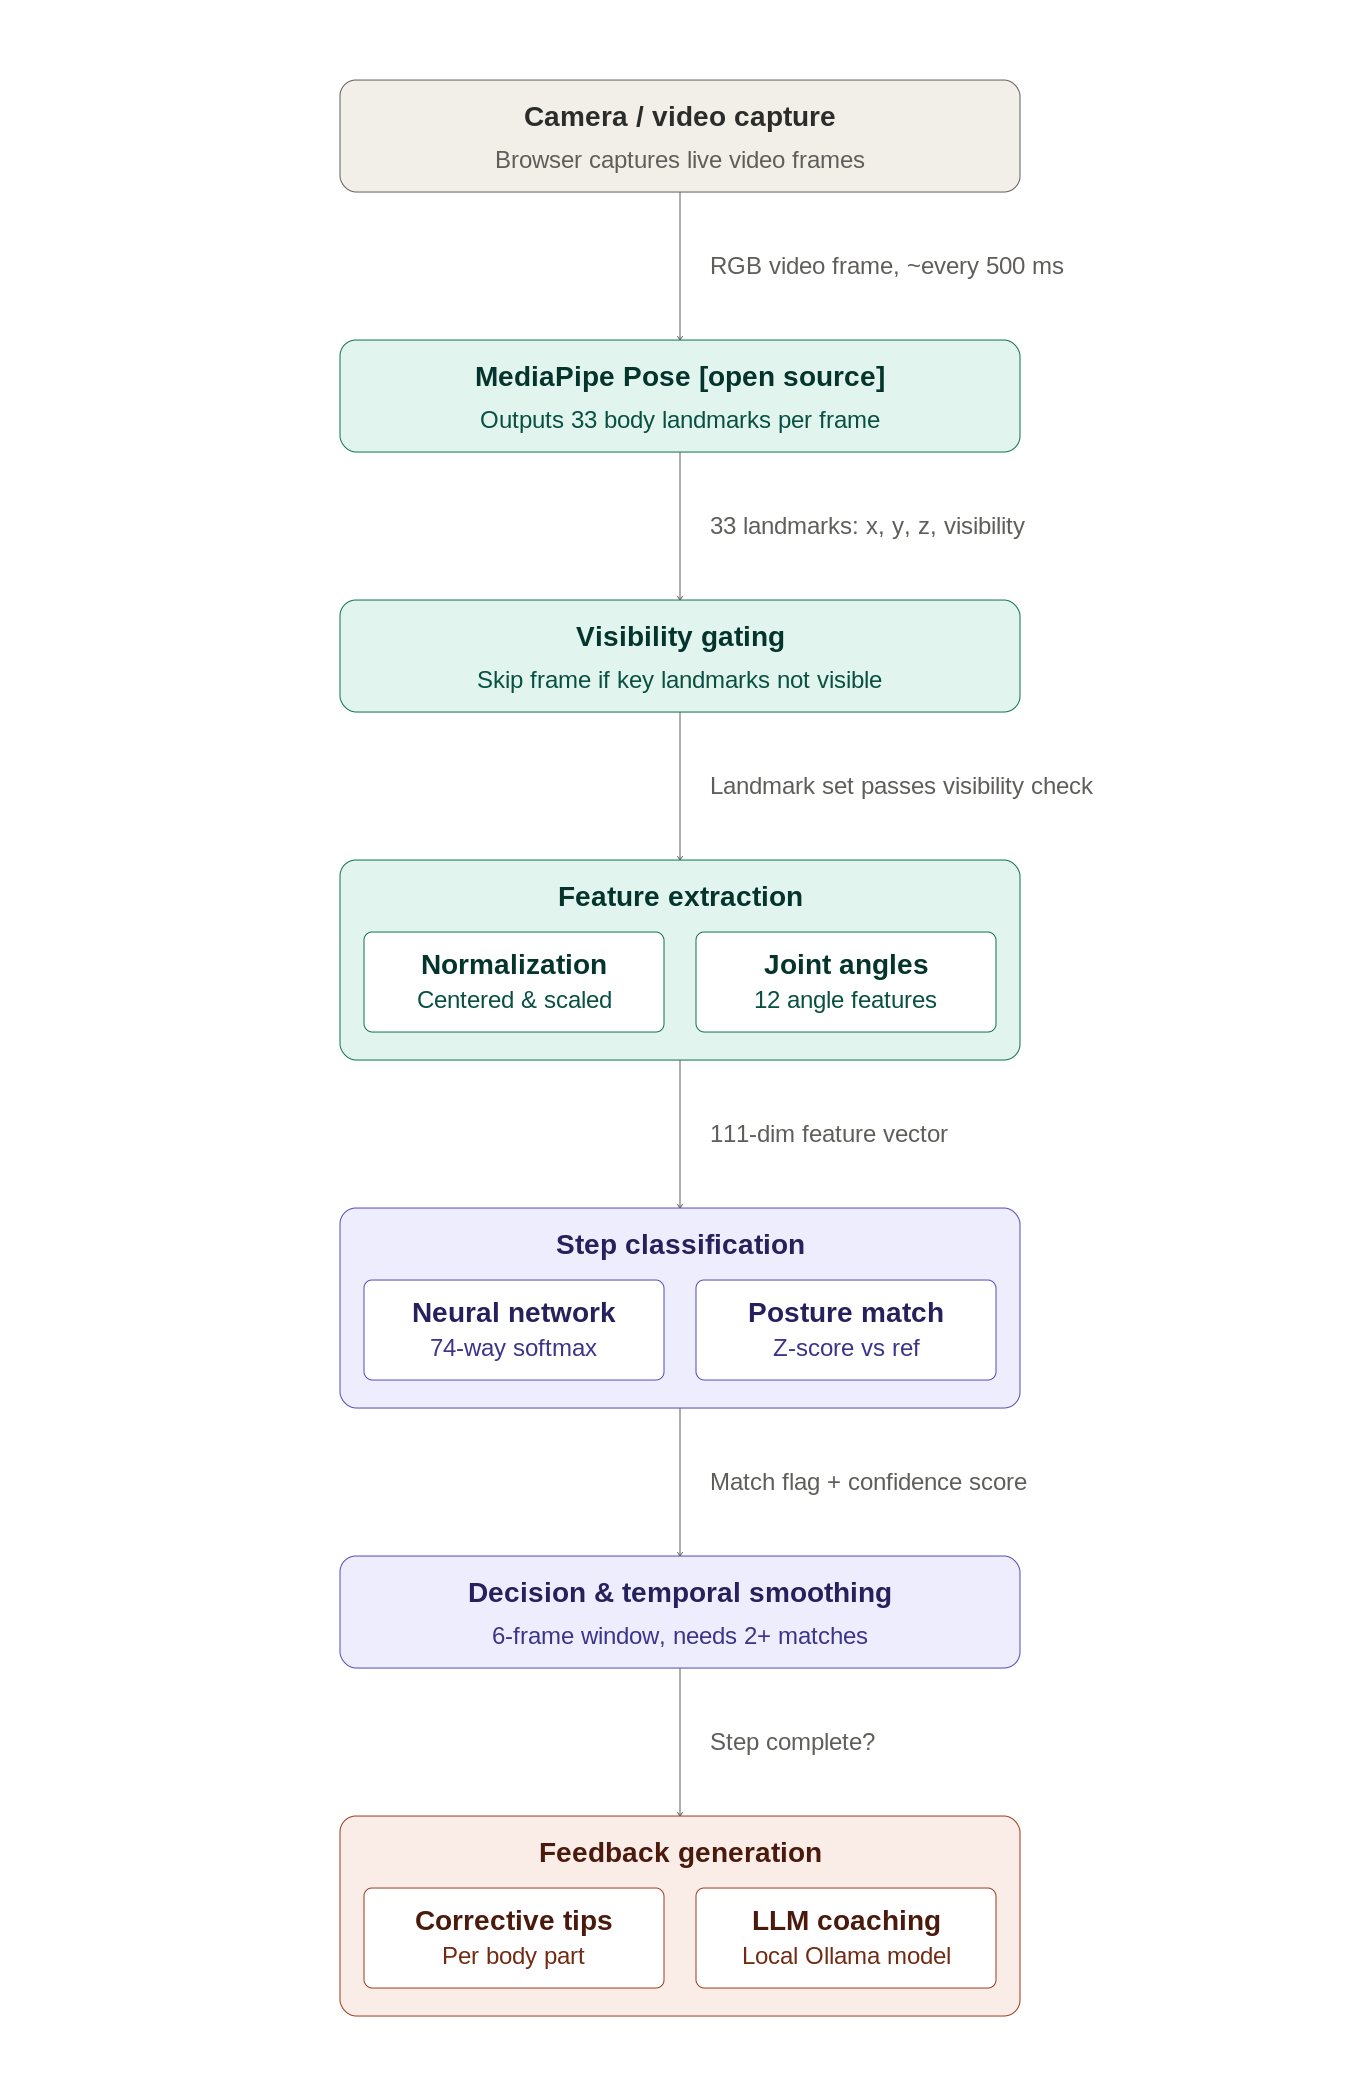 Camera / video capture
Browser captures live video frames
RGB video frame, ~every 500 ms
MediaPipe Pose [open source]
Outputs 33 body landmarks per frame
33 landmarks: x, y, z, visibility
Visibility gating
Skip frame if key landmarks not visible
Landmark set passes visibility check
Feature extraction
Normalization
Centered & scaled
Joint angles
12 angle features
111-dim feature vector
Step classification
Neural network
74-way softmax
Posture match
Z-score vs ref
Match flag + confidence score
Decision & temporal smoothing
6-frame window, needs 2+ matches
Step complete?
Feedback generation
Corrective tips
Per body part
LLM coaching
Local Ollama model